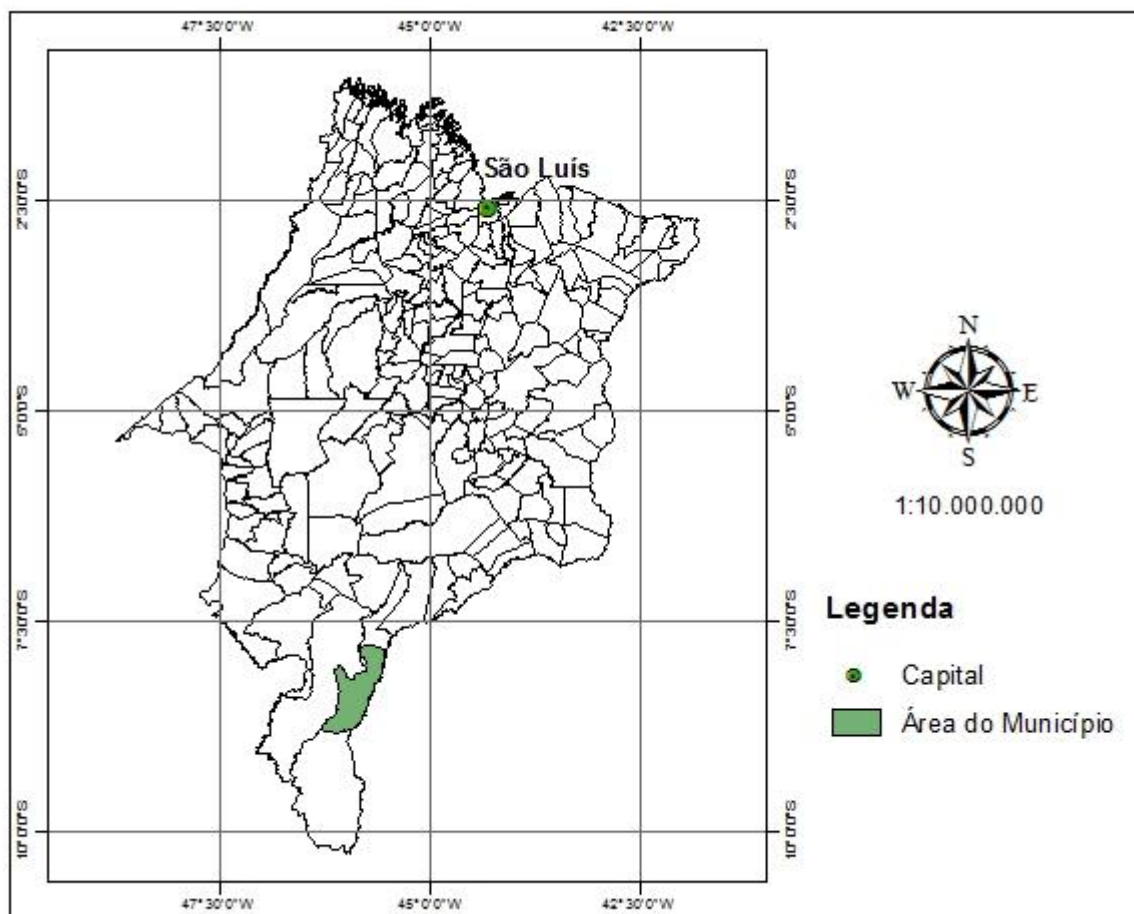 47°30'0"W 45°0'0"W 42°30'0"W
São Luís
2°30'0"S 2°30'0"S
N
W E
S
5°0'0"S 5°0'0"S
1:10.000.000
Legenda
7°30'0"S 7°30'0"S
Capital
Área do Município
10°0'0"S 10°0'0"S
47°30'0"W 45°0'0"W 42°30'0"W